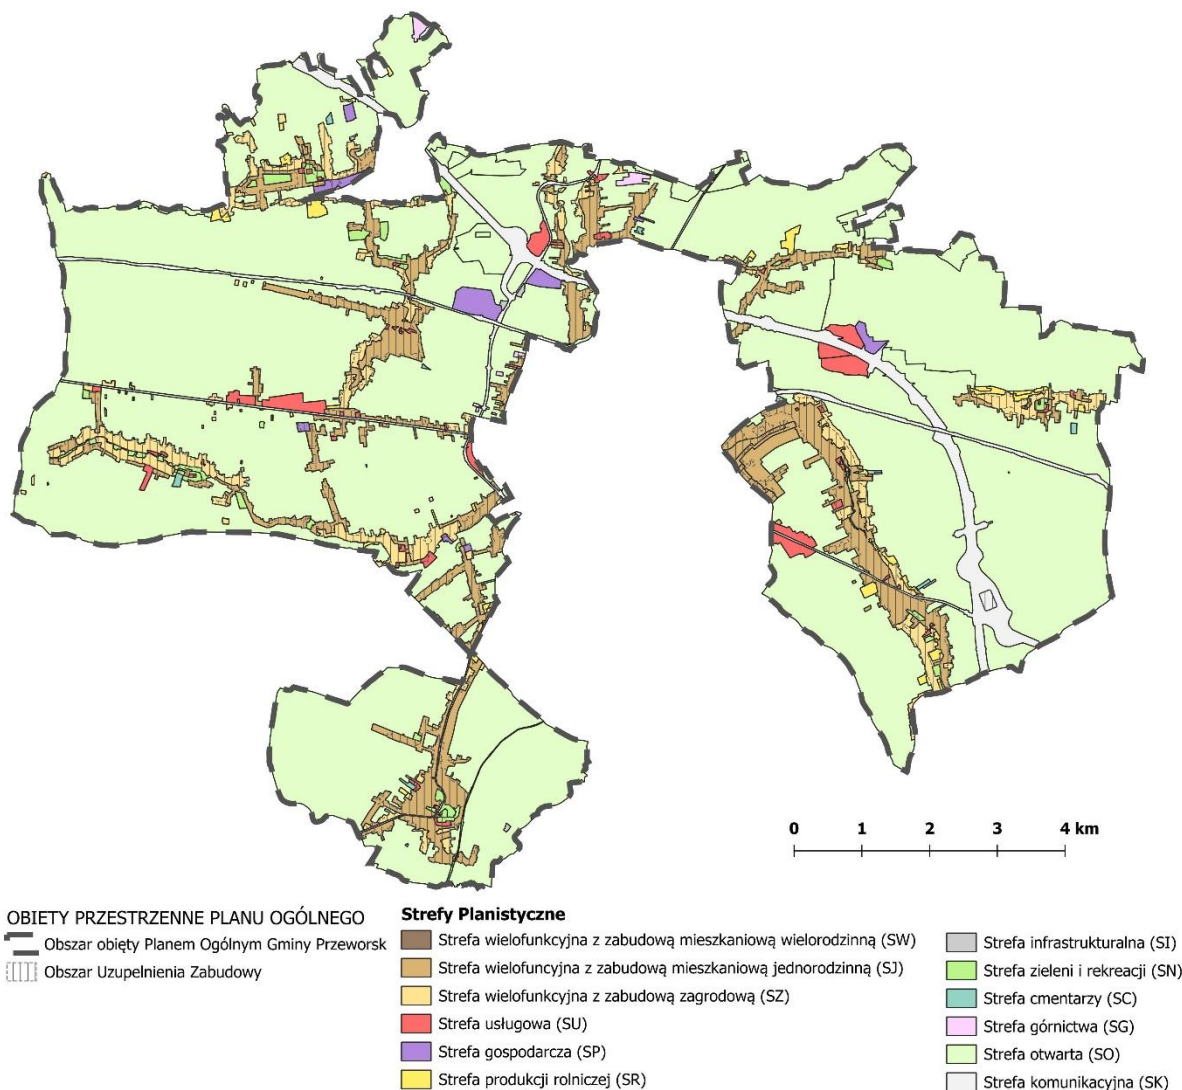 0 1 2 3 4 km
OBIETY PRZESTRZENNE PLANU OGÓLNEGO
Obszar objęty Planem Ogólnym Gminy Przeworsk
Obszar Uzupełnienia Zabudowy
Strefy Planistyczne
Strefa wielofunkcyjna z zabudową mieszkaniową wielorodzinną (SW)
Strefa wielofuncyjna z zabudową mieszkaniową jednorodzinną (SJ)
Strefa wielofunkcyjna z zabudową zagrodową (SZ)
Strefa usługowa (SU)
Strefa gospodarcza (SP)
Strefa produkcji rolniczej (SR)
Strefa infrastrukturalna (SI)
Strefa zieleni i rekreacji (SN)
Strefa cmentarzy (SC)
Strefa górnictwa (SG)
Strefa otwarta (SO)
Strefa komunikacyjna (SK)